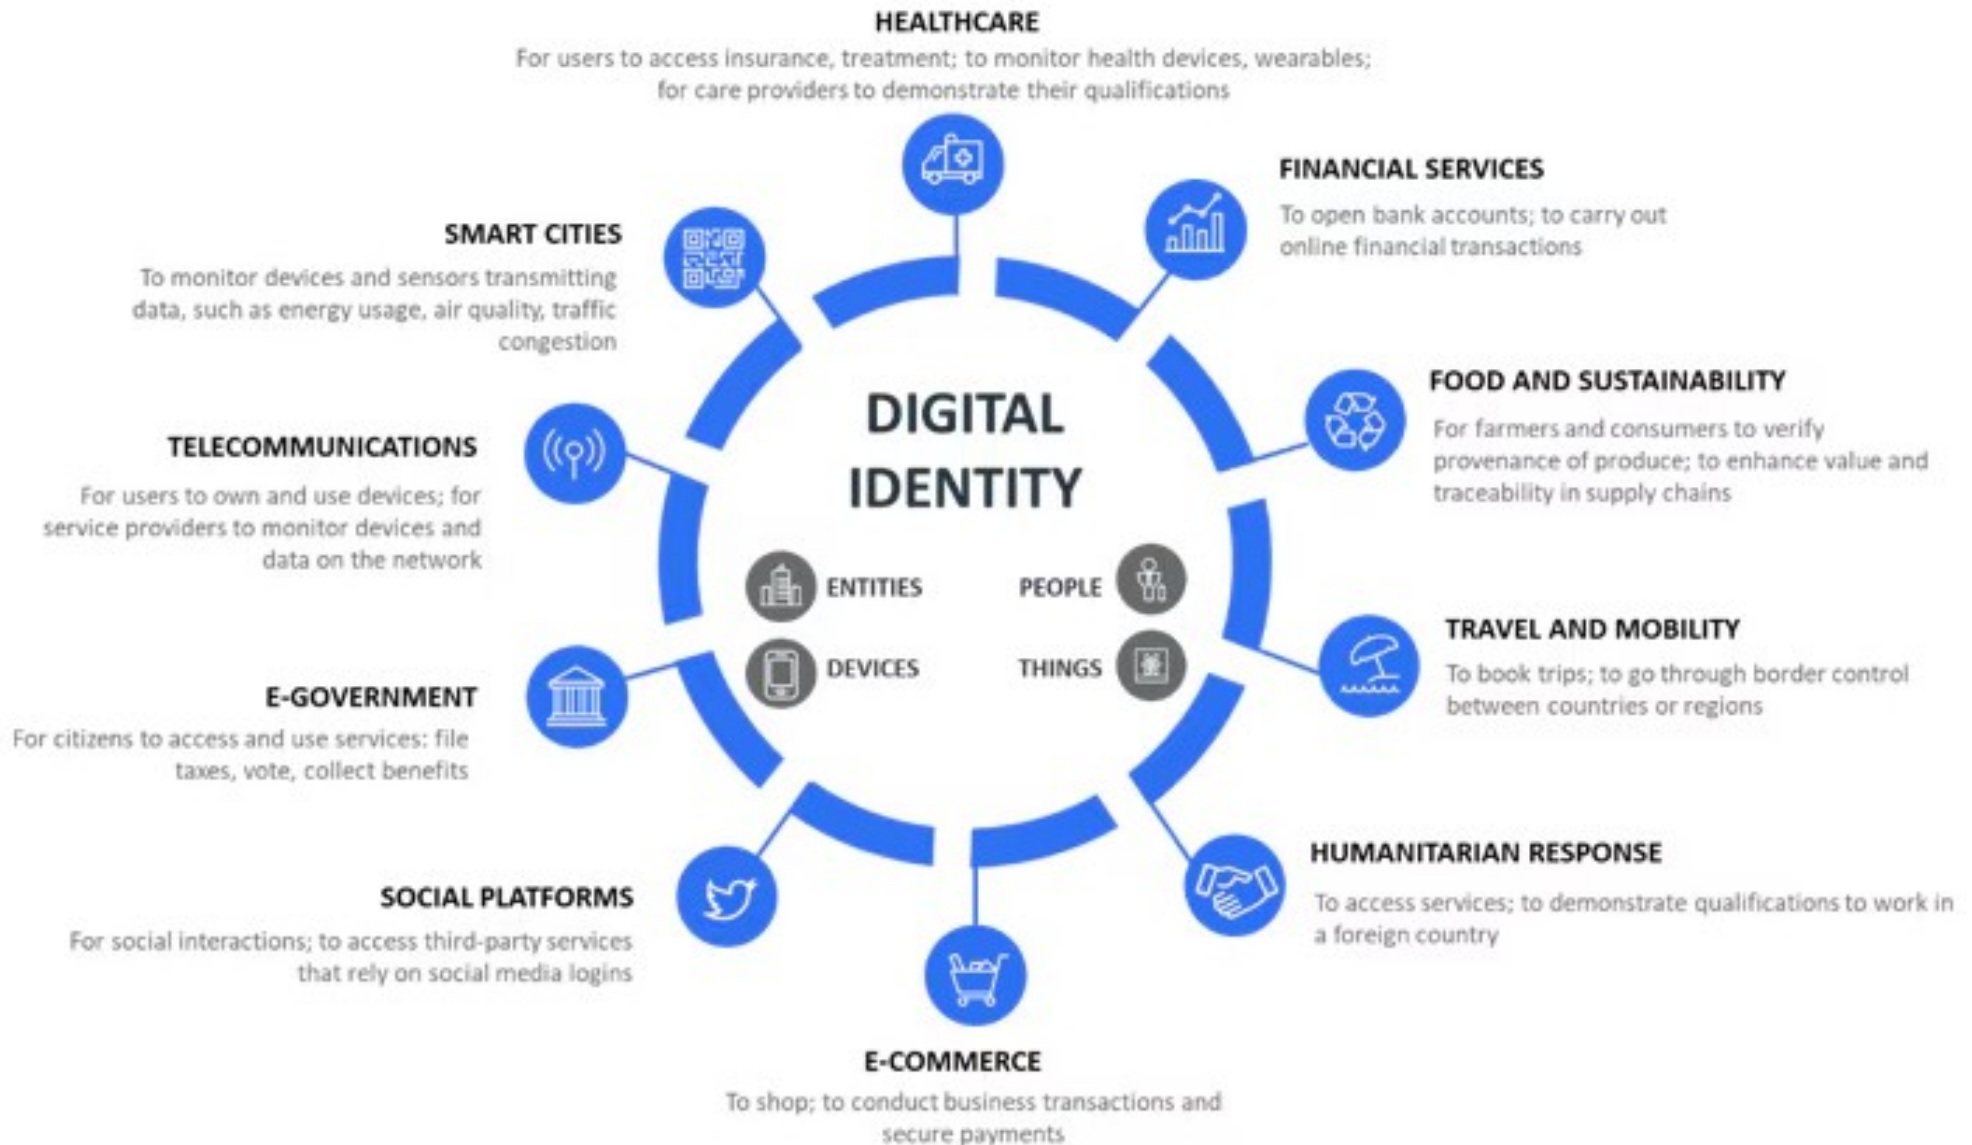 HEALTHCARE
For users to access insurance, treatment; to monitor health devices, wearables;
for care providers to demonstrate their qualifications
FINANCIAL SERVICES
To open bank accounts; to carry out
online financial transactions
FOOD AND SUSTAINABILITY
For farmers and consumers to verify
provenance of produce; to enhance value and
traceability in supply chains
TRAVEL AND MOBILITY
To book trips; to go through border control
between countries or regions
HUMANITARIAN RESPONSE
To access services; to demonstrate qualifications to work in
a foreign country
E-COMMERCE
To shop; to conduct business transactions and
secure payments
SOCIAL PLATFORMS
For social interactions; to access third-party services
that rely on social media logins
E-GOVERNMENT
For citizens to access and use services: file
taxes, vote, collect benefits
TELECOMMUNICATIONS
For users to own and use devices; for
service providers to monitor devices and
data on the network
SMART CITIES
To monitor devices and sensors transmitting
data, such as energy usage, air quality, traffic
congestion
DIGITAL
IDENTITY
ENTITIES
PEOPLE
DEVICES
THINGS